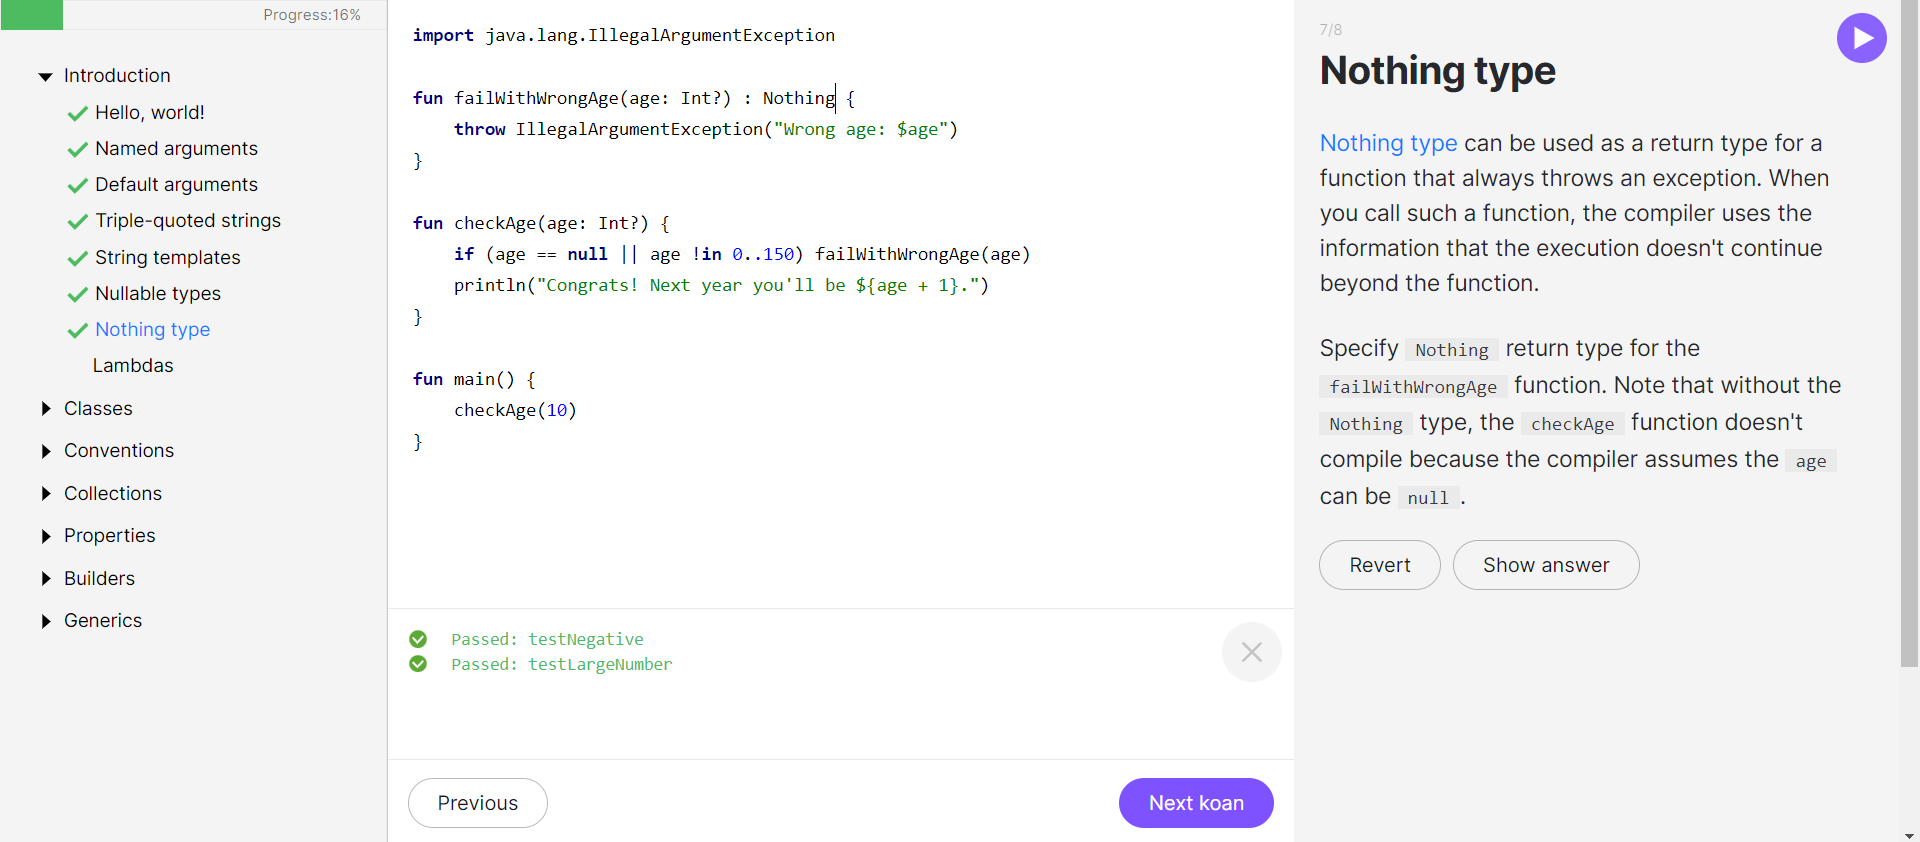 Progress:16%
Introduction
Hello, world!
Named arguments
Default arguments
Triple-quoted strings
String templates
Nullable types
Nothing type
Lambdas
Classes
Conventions
Collections
Properties
Builders
Generics
import java.lang.IllegalArgumentException
fun failWithWrongAge(age: Int?) : Nothing {
    throw IllegalArgumentException("Wrong age: $age")
}
fun checkAge(age: Int?) {
    if (age == null || age !in 0..150) failWithWrongAge(age)
    println("Congrats! Next year you'll be ${age + 1}.")
}
fun main() {
    checkAge(10)
}
Passed: testNegative
Passed: testLargeNumber
Previous
Next koan
7/8
Nothing type
Nothing type can be used as a return type for a
function that always throws an exception. When
you call such a function, the compiler uses the
information that the execution doesn't continue
beyond the function.
Specify Nothing return type for the
failWithWrongAge function. Note that without the
Nothing type, the checkAge function doesn't
compile because the compiler assumes the age
can be null.
Revert
Show answer